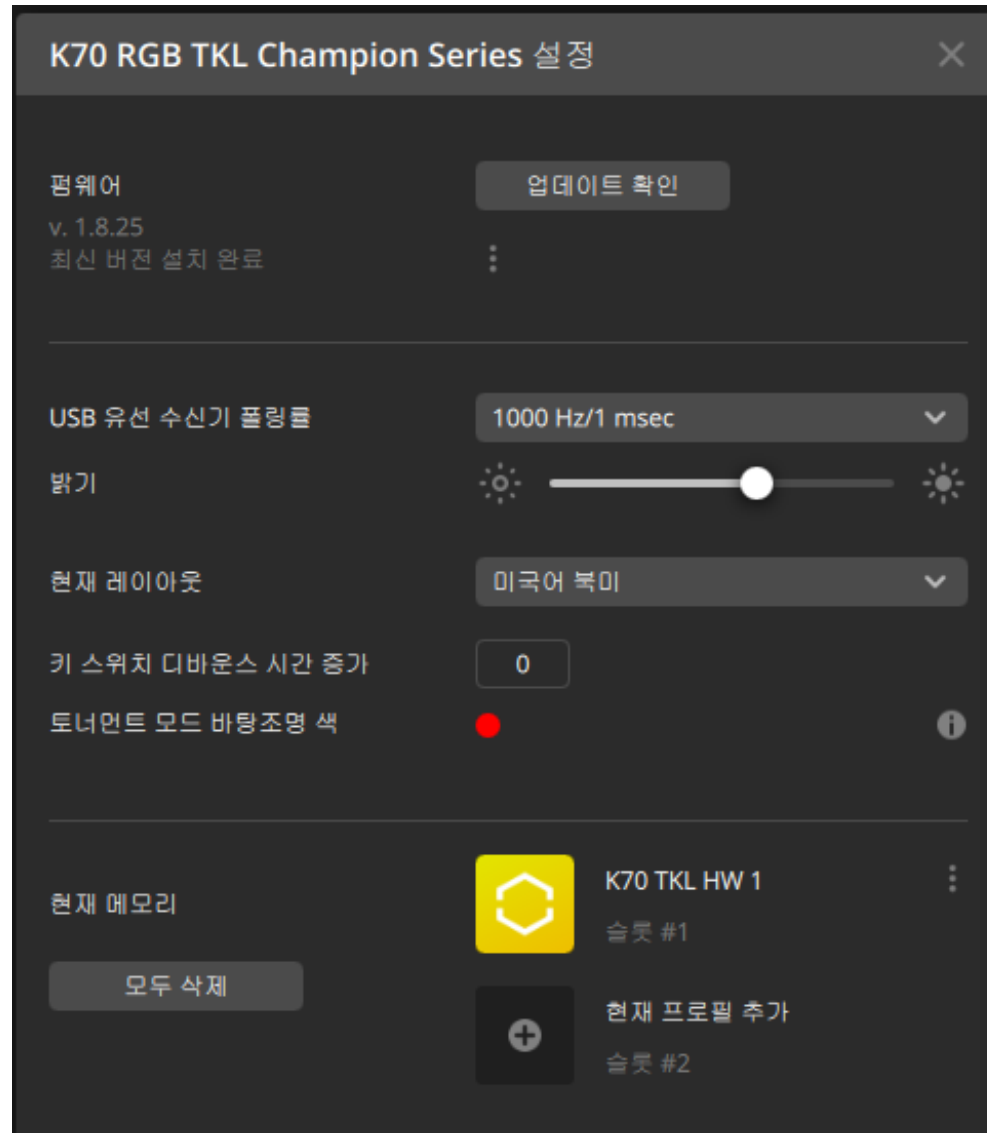 K70 RGB TKL Champion Series 설정
펌웨어
업데이트 확인
v. 1.8.25
최신 버전 설치 완료
USB 유선 수신기 폴링률
1000 Hz/1 msec
밝기
현재 레이아웃
미국어 북미
키 스위치 디바운스 시간 증가
0
토너먼트 모드 바탕조명 색
현재 메모리
모두 삭제
K70 TKL HW 1
슬롯 #1
현재 프로필 추가
슬롯 #2